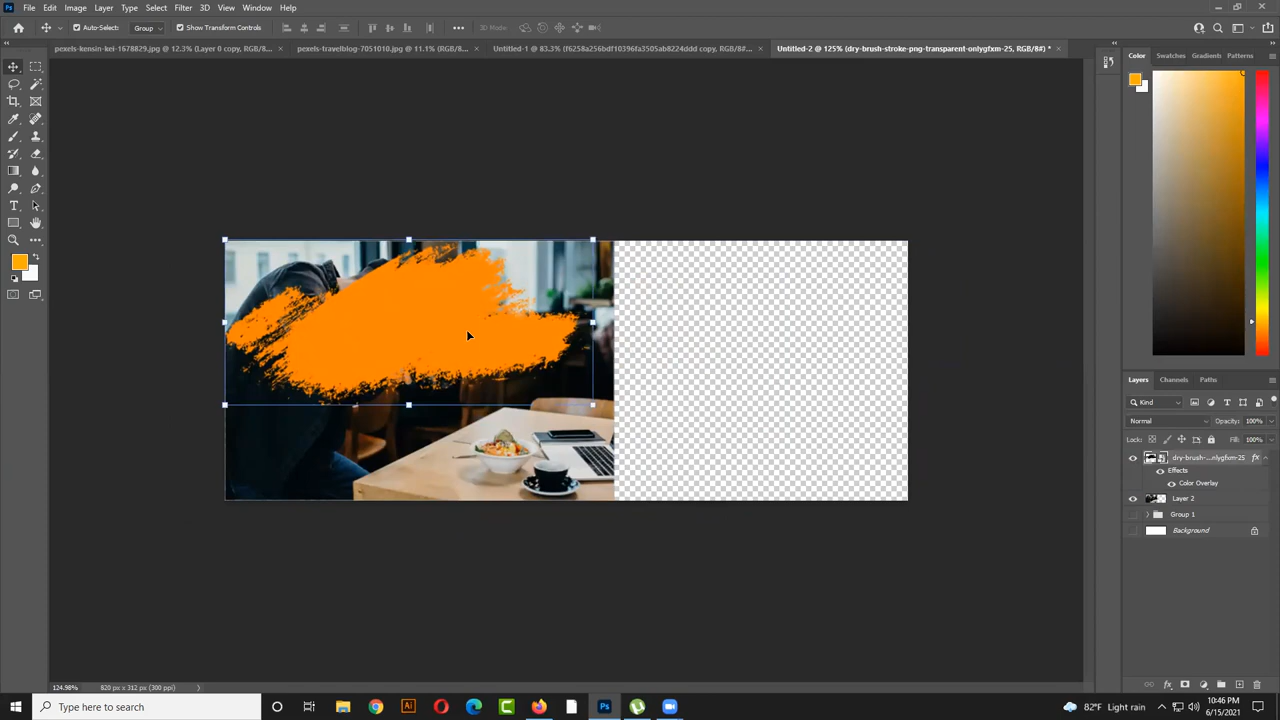 Ps File Edit Image Layer Type Select Filter 3D View Window Help
Auto-Select: Group Show Transform Controls 3D Mode:
pexels-kensin-kei-1678829.jpg @ 12.3% (Layer 0 copy, RGB/8...
pexels-travelblog-7051010.jpg @ 11.1% (RGB/8...
Untitled-1 @ 83.3% (f6258a256bdf10396fa3505ab8224ddd copy, RGB/8#...
Untitled-2 @ 125% (dry-brush-stroke-png-transparent-onlygfxm-25, RGB/8#) *
Color Swatches Gradients Patterns
Layers Channels Paths
Kind
Normal Opacity: 100%
Lock: Fill: 100%
dry-brush-...nlygfxm-25 fx
Effects
Color Overlay
Layer 2
Group 1
Background
124.98% 820 px x 312 px (300 ppi)
Type here to search
Ai
Ps
82°F Light rain
10:46 PM
6/15/2021